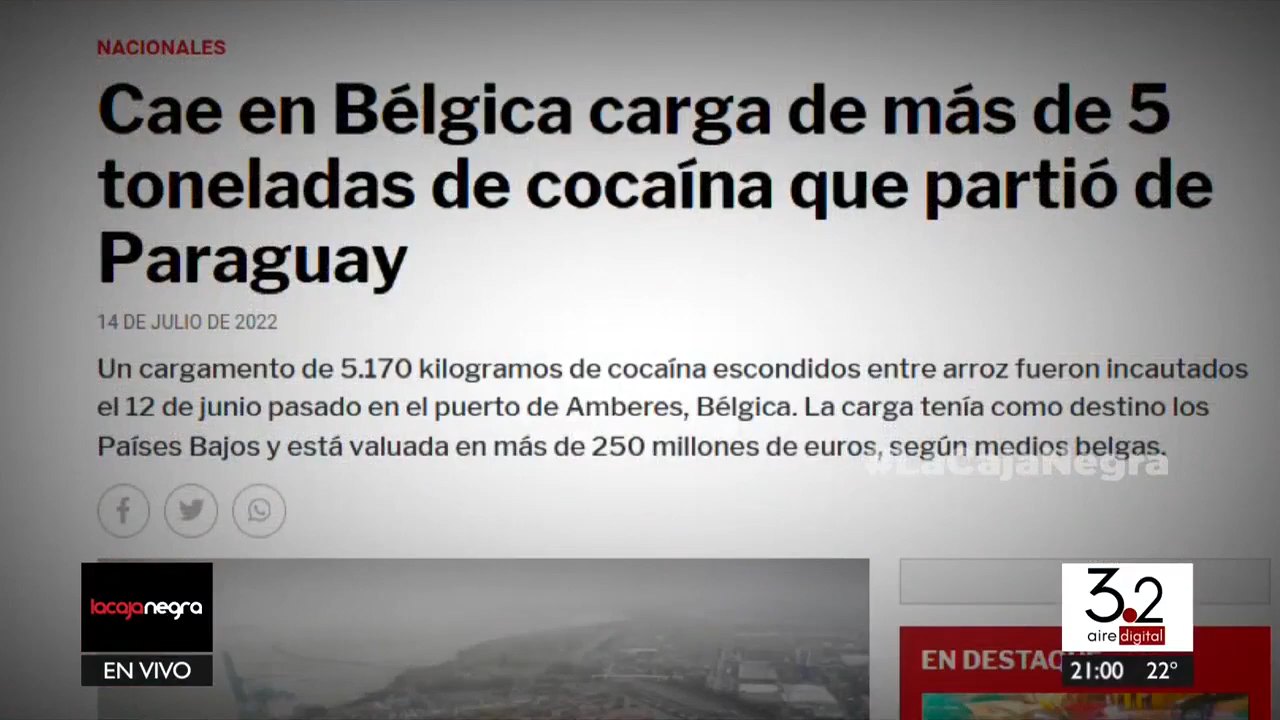 NACIONALES
Cae en Bélgica carga de más de 5
toneladas de cocaína que partió de
Paraguay
14 DE JULIO DE 2022
Un cargamento de 5.170 kilogramos de cocaína escondidos entre arroz fueron incautados
el 12 de junio pasado en el puerto de Amberes, Bélgica. La carga tenía como destino los
Países Bajos y está valuada en más de 250 millones de euros, según medios belgas.
#LaCajaNegra
lacajanegra
EN VIVO
3.2
aire digital
EN DESTAQUE
21:00 22°